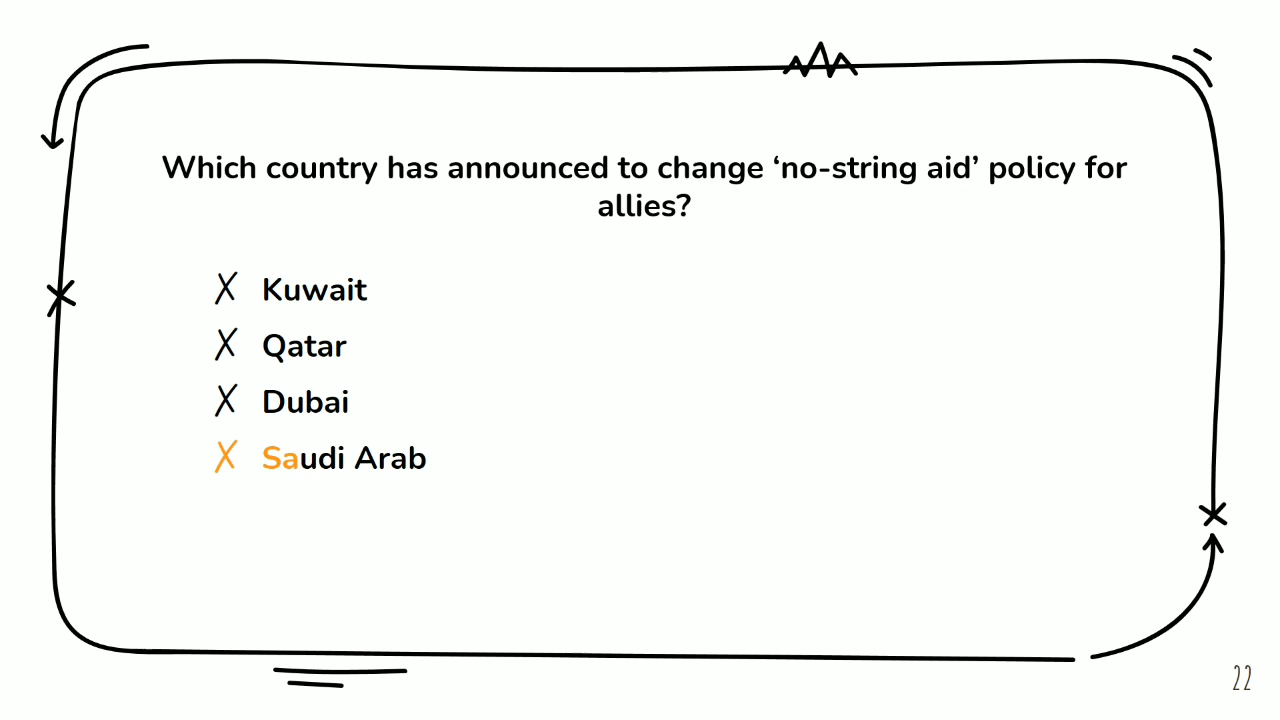 Which country has announced to change ‘no-string aid’ policy for
allies?
Kuwait
Qatar
Dubai
Saudi Arab
22